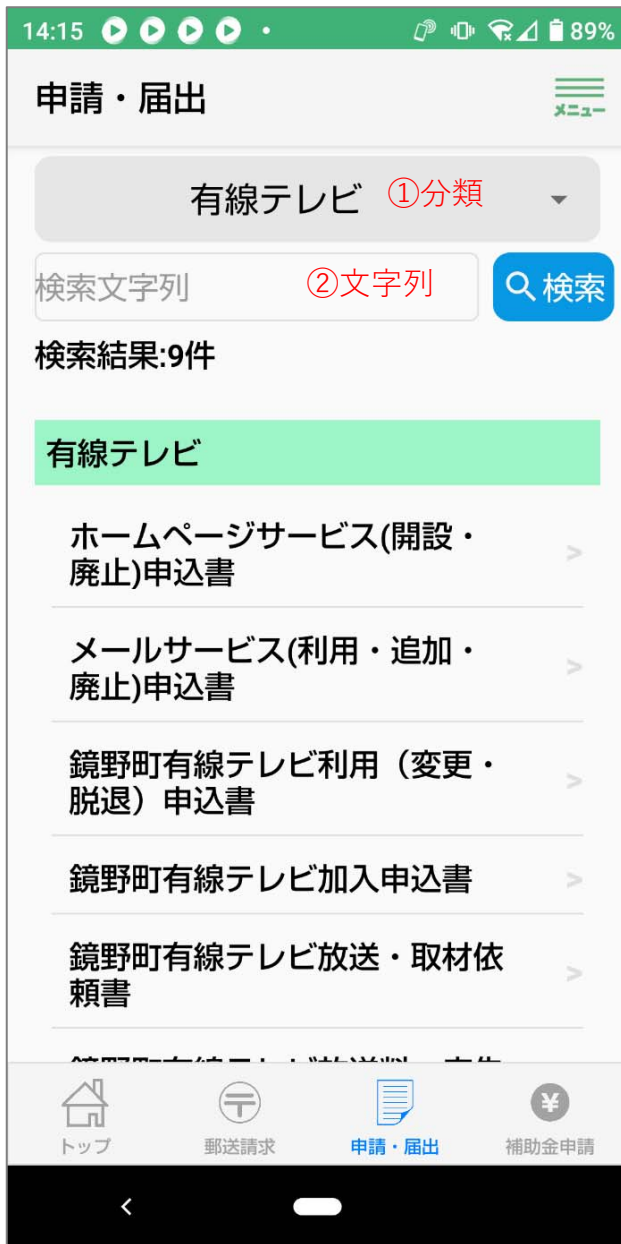 14:15 89%
申請・届出
メニュー
有線テレビ ①分類
検索文字列 ②文字列 検索
検索結果:9件
有線テレビ
ホームページサービス(開設・
廃止)申込書
>
メールサービス(利用・追加・
廃止)申込書
>
鏡野町有線テレビ利用（変更・
脱退）申込書
>
鏡野町有線テレビ加入申込書 >
鏡野町有線テレビ放送・取材依
頼書
>
トップ 郵送請求 申請・届出 補助金申請